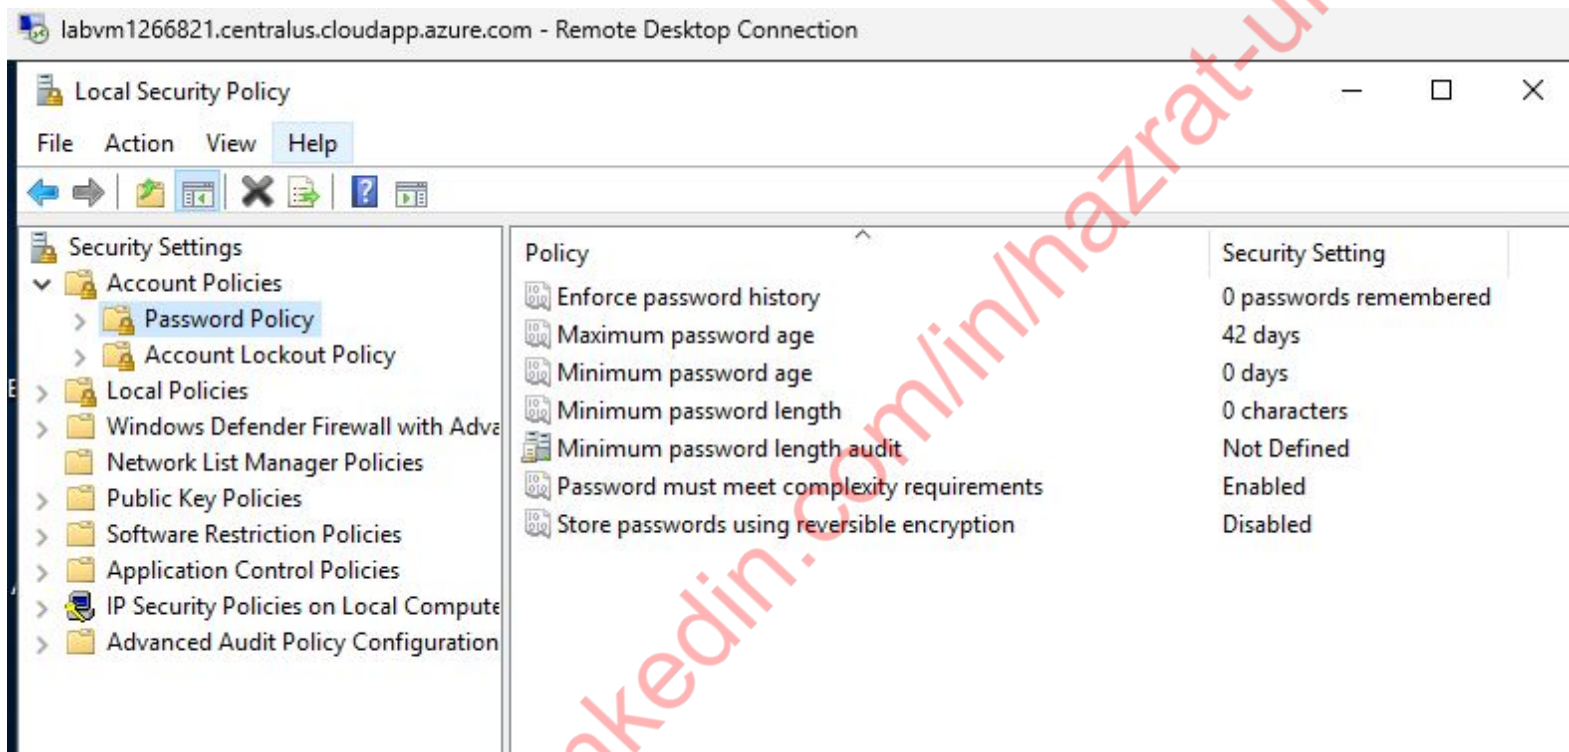 labvm1266821.centralus.cloudapp.azure.com - Remote Desktop Connection
Local Security Policy
File Action View Help
Security Settings
Account Policies
Password Policy
Account Lockout Policy
Local Policies
Windows Defender Firewall with Adva
Network List Manager Policies
Public Key Policies
Software Restriction Policies
Application Control Policies
IP Security Policies on Local Compute
Advanced Audit Policy Configuration
Policy Security Setting
Enforce password history 0 passwords remembered
Maximum password age 42 days
Minimum password age 0 days
Minimum password length 0 characters
Minimum password length audit Not Defined
Password must meet complexity requirements Enabled
Store passwords using reversible encryption Disabled
nkedin.com/in/hazrat-u